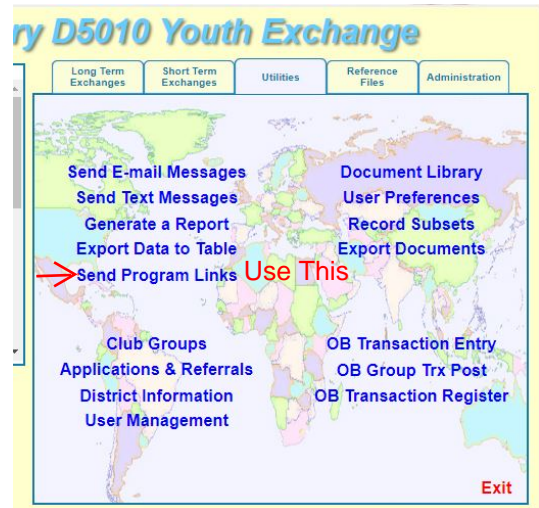 ry D5010 Youth Exchange
Long Term Exchanges
Short Term Exchanges
Utilities
Reference Files
Administration
Send E-mail Messages
Send Text Messages
Generate a Report
Export Data to Table
Send Program Links Use This
Document Library
User Preferences
Record Subsets
Export Documents
Club Groups
Applications & Referrals
District Information
User Management
OB Transaction Entry
OB Group Trx Post
OB Transaction Register
Exit